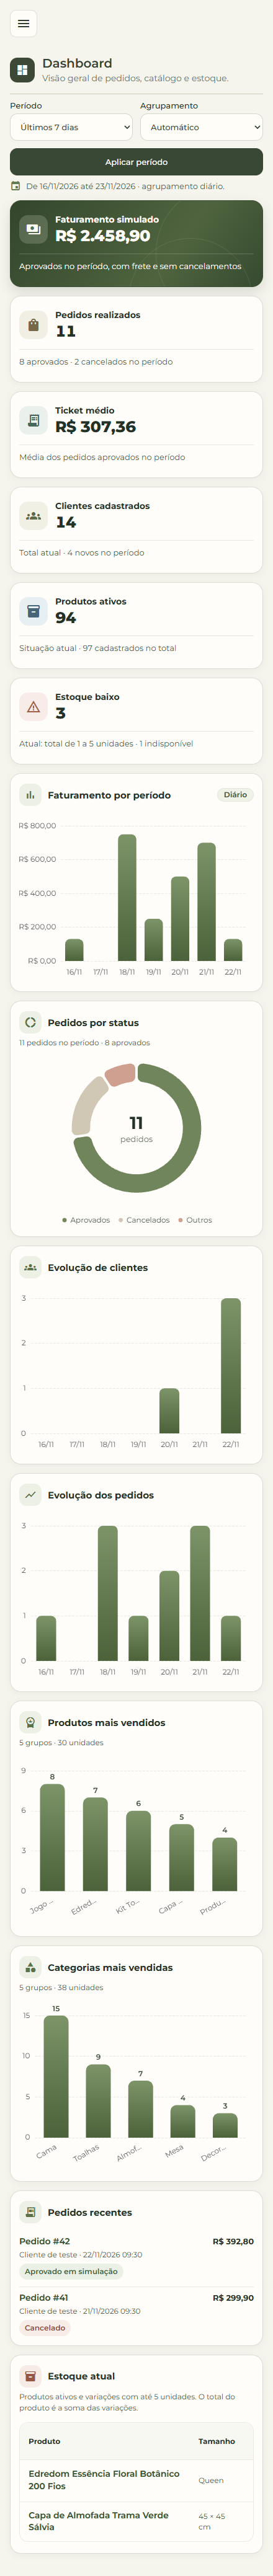 Dashboard
Visão geral de pedidos, catálogo e estoque.
Período
Agrupamento
Últimos 7 dias
Automático
Aplicar período
De 16/11/2026 até 23/11/2026 · agrupamento diário.
Faturamento simulado
R$ 2.458,90
Aprovados no período, com frete e sem cancelamentos
Pedidos realizados
11
8 aprovados · 2 cancelados no período
Ticket médio
R$ 307,36
Média dos pedidos aprovados no período
Clientes cadastrados
14
Total atual · 4 novos no período
Produtos ativos
94
Situação atual · 97 cadastrados no total
Estoque baixo
3
Atual: total de 1 a 5 unidades · 1 indisponível
Faturamento por período
Diário
R$ 800,00
R$ 600,00
R$ 400,00
R$ 200,00
R$ 0,00
16/11 17/11 18/11 19/11 20/11 21/11 22/11
Pedidos por status
11 pedidos no período · 8 aprovados
11
pedidos
Aprovados Cancelados Outros
Evolução de clientes
3
2
1
0
16/11 17/11 18/11 19/11 20/11 21/11 22/11
Evolução dos pedidos
3
2
1
0
16/11 17/11 18/11 19/11 20/11 21/11 22/11
Produtos mais vendidos
5 grupos · 30 unidades
9
6
3
0
8
7
6
5
4
Jogo ...
Edred...
Kit To...
Capa ...
Produ...
Categorias mais vendidas
5 grupos · 38 unidades
15
10
5
0
15
9
7
4
3
Cama
Toalhas
Almof...
Mesa
Decor...
Pedidos recentes
Pedido #42
R$ 392,80
Cliente de teste · 22/11/2026 09:30
Aprovado em simulação
Pedido #41
R$ 299,90
Cliente de teste · 21/11/2026 09:30
Cancelado
Estoque atual
Produtos ativos e variações com até 5 unidades. O total do
produto é a soma das variações.
Produto
Tamanho
Edredom Essência Floral Botânico
200 Fios
Queen
Capa de Almofada Trama Verde
Sálvia
45 × 45
cm